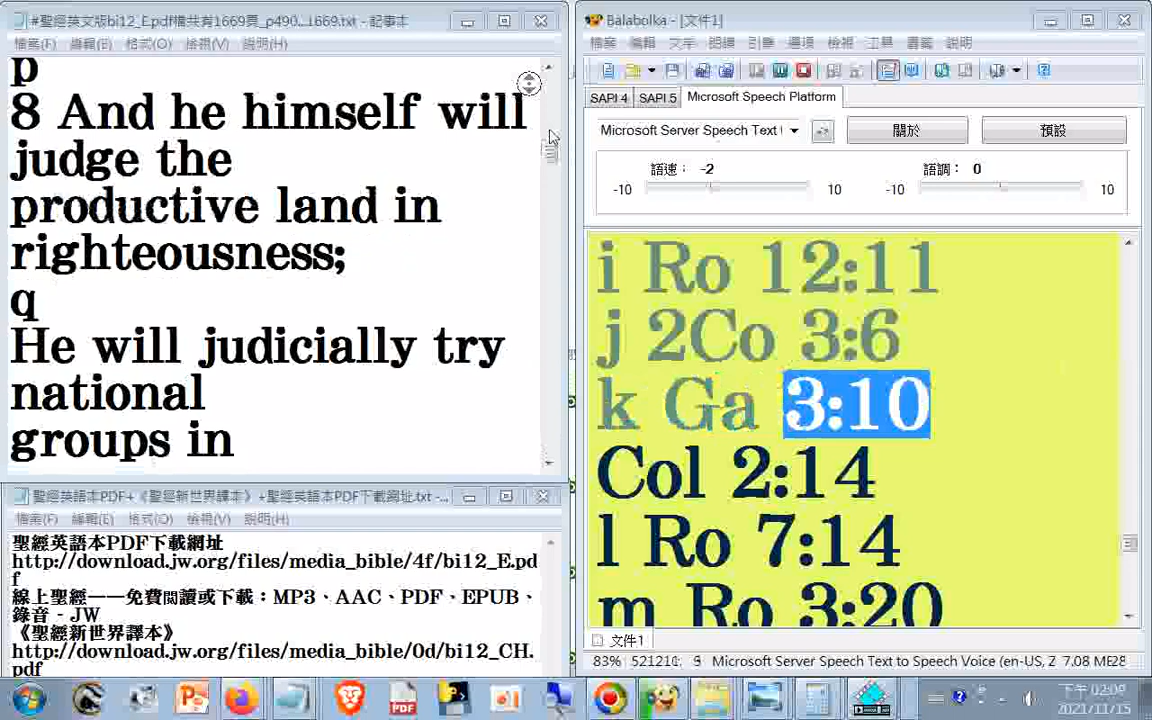 #聖經英文版bi12_E.pdf檔共有1669頁_p490...1669.txt - 記事本
檔案(F) 編輯(E) 格式(O) 檢視(V) 說明(H)
p
8 And he himself will
judge the
productive land in
righteousness;
q
He will judicially try
national
groups in
聖經英語本PDF+《聖經新世界譯本》+聖經英語本PDF下載網址.txt - ...
檔案(F) 編輯(E) 格式(O) 檢視(V) 說明(H)
聖經英語本PDF下載網址
http://download.jw.org/files/media_bible/4f/bi12_E.pd
f
線上聖經——免費閱讀或下載：MP3、AAC、PDF、EPUB、
錄音 - JW
《聖經新世界譯本》
http://download.jw.org/files/media_bible/0d/bi12_CH.
pdf
Balabolka - [文件1]
檔案 編輯 文字 朗讀 引擎 選項 檢視 工具 書籤 說明
SAPI 4 SAPI 5 Microsoft Speech Platform
Microsoft Server Speech Text 關於 預設
語速： -2 語調： 0
-10 10 -10 10
i Ro 12:11
j 2Co 3:6
k Ga 3:10
Col 2:14
l Ro 7:14
m Ro 3:20
文件1
83% Microsoft Server Speech Text to Speech Voice (en-US, Z
PDF
下午 02:09
2021/11/15